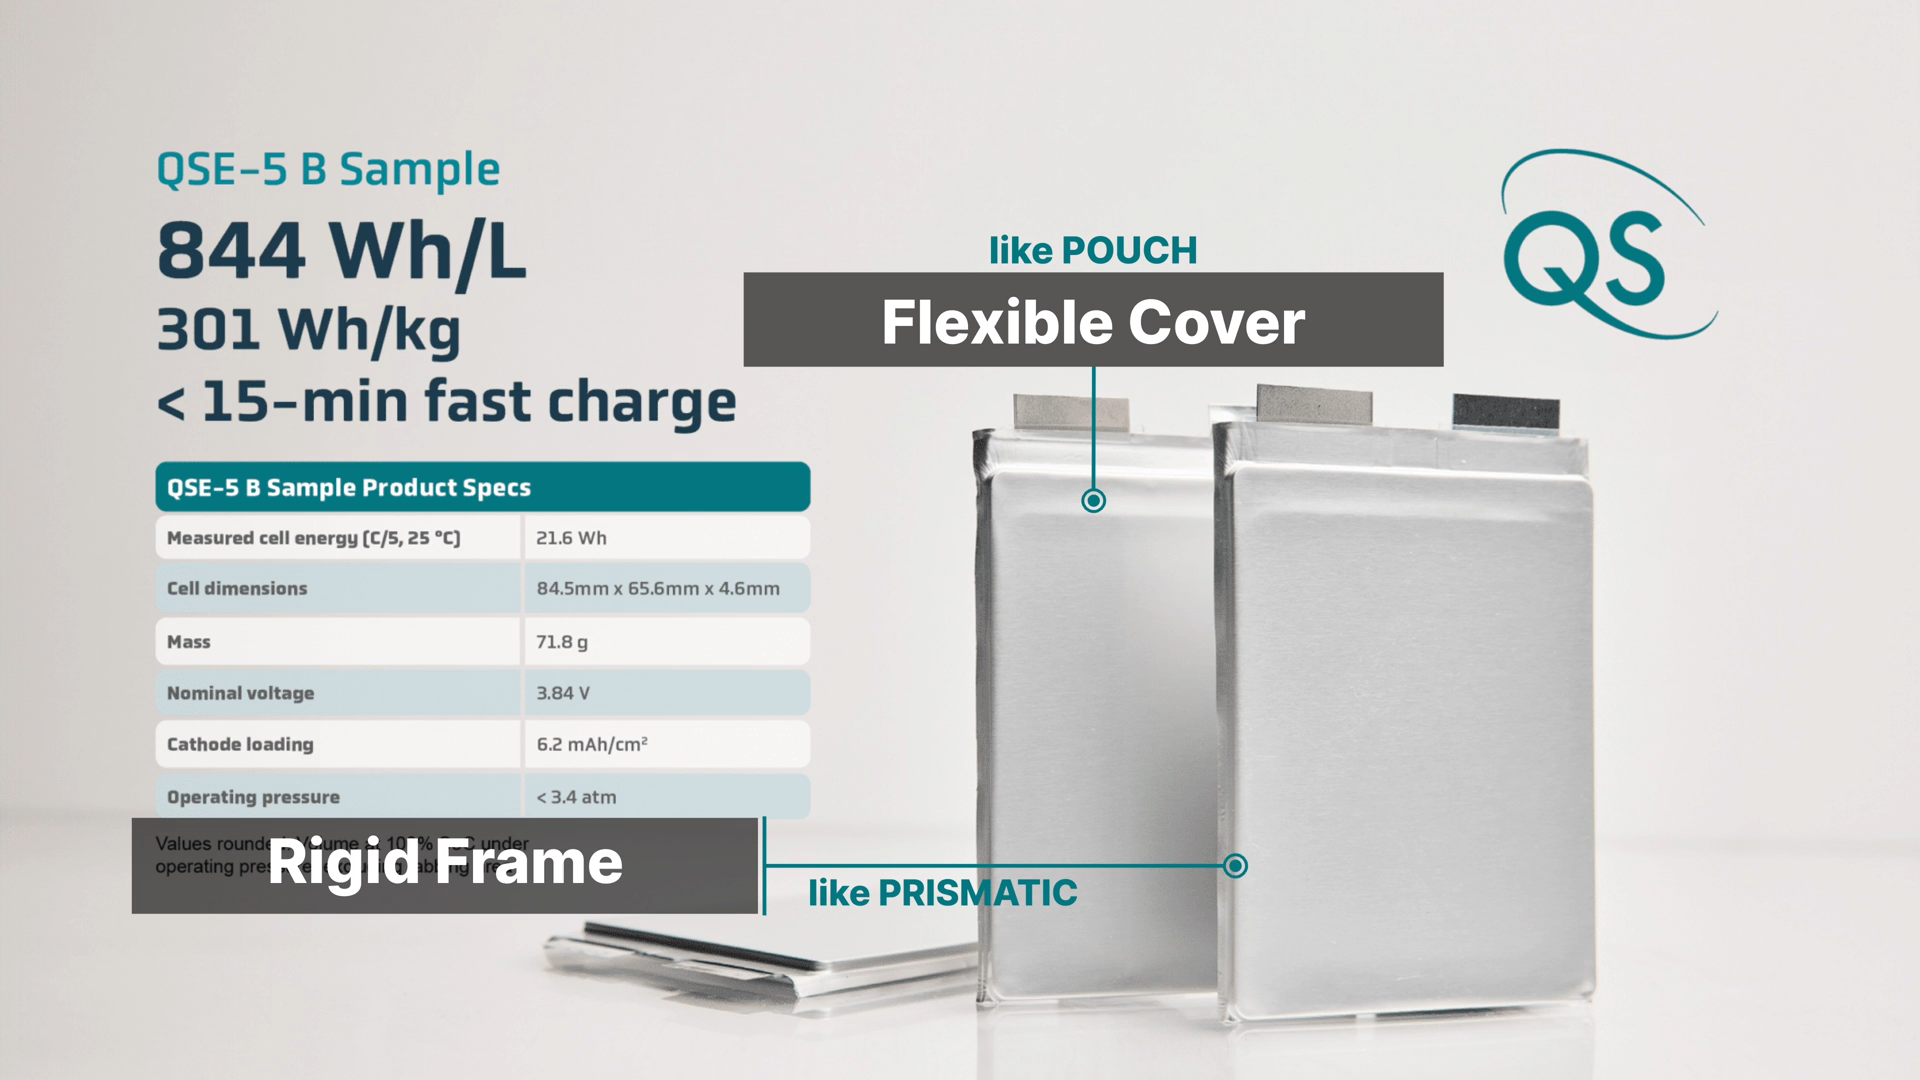 QSE-5 B Sample
844 Wh/L
301 Wh/kg
< 15-min fast charge
QSE-5 B Sample Product Specs
Measured cell energy (C/5, 25 °C) 21.6 Wh
Cell dimensions 84.5mm x 65.6mm x 4.6mm
Mass 71.8 g
Nominal voltage 3.84 V
Cathode loading 6.2 mAh/cm²
Operating pressure < 3.4 atm
Values under
operating
Rigid Frame
like PRISMATIC
like POUCH
Flexible Cover
QS